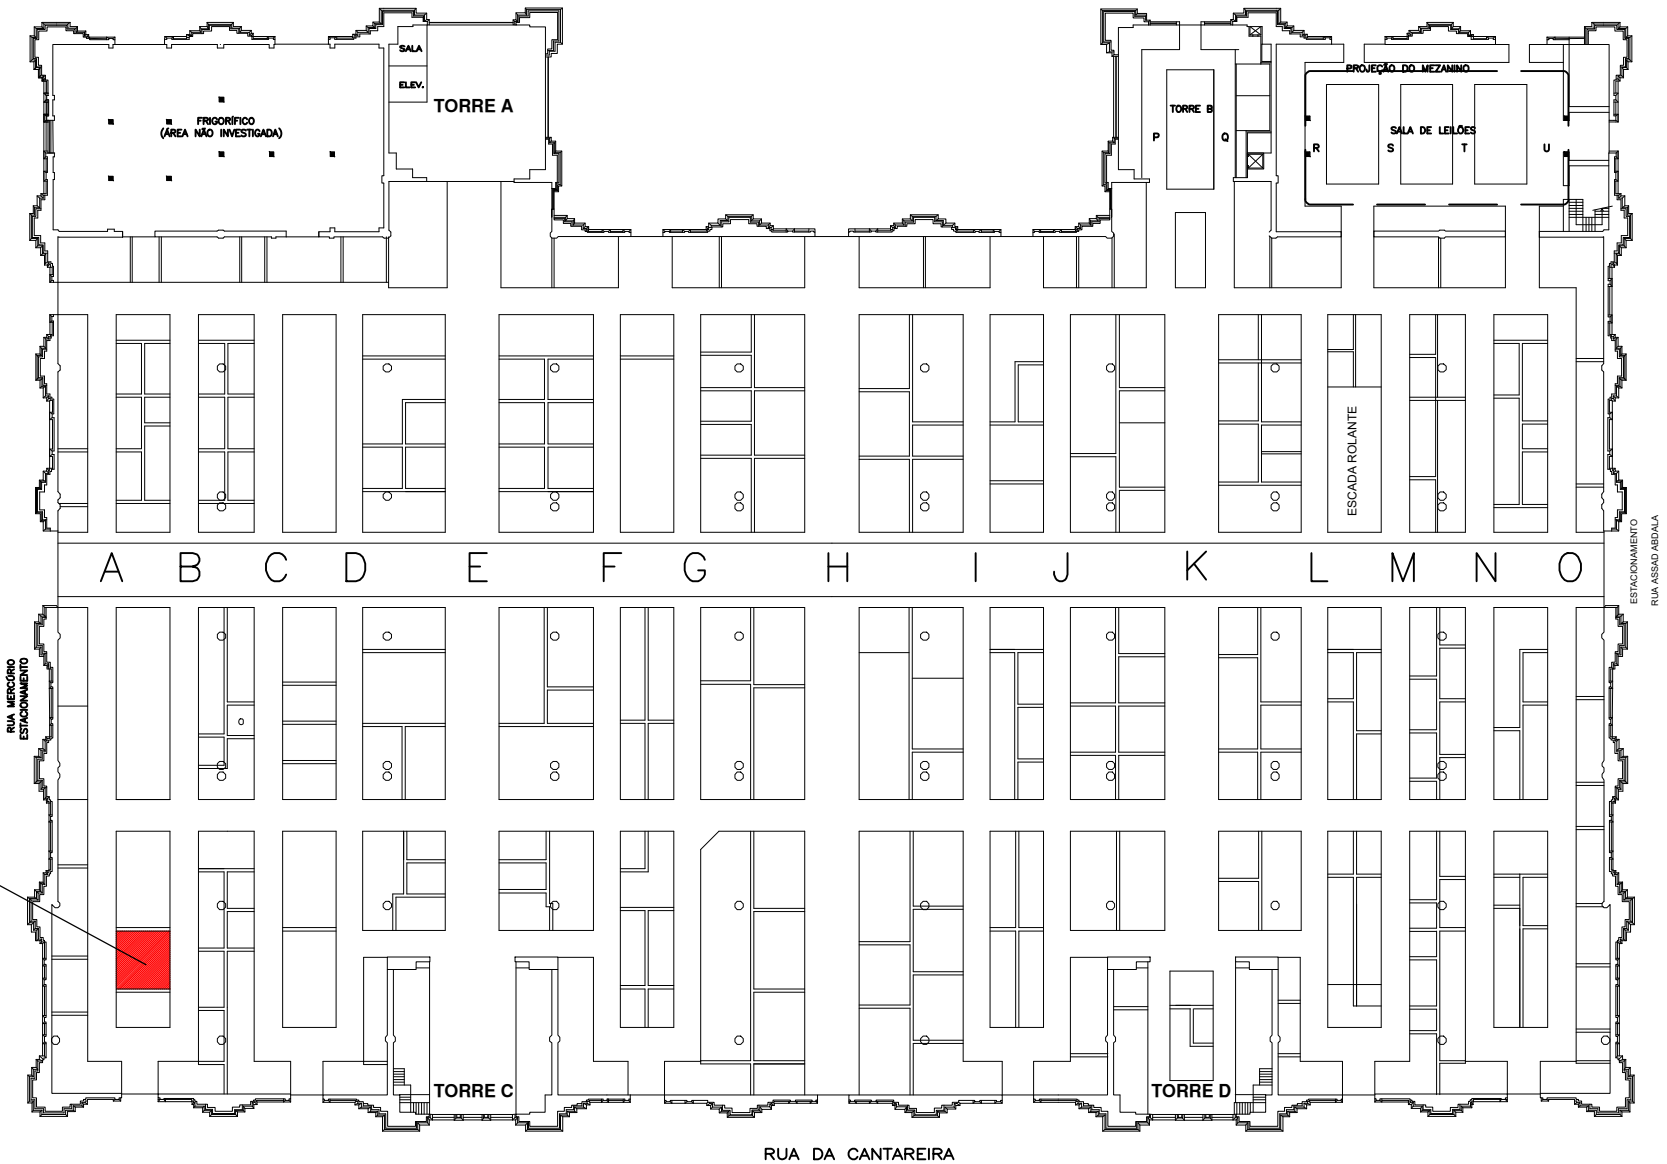 SALA
ELEV.
TORRE A
FRIGORÍFICO
(ÁREA NÃO INVESTIGADA)
TORRE B
P
Q
PROJEÇÃO DO MEZANINO
SALA DE LEILÕES
R
S
T
U
ESCADA ROLANTE
A
B
C
D
E
F
G
H
I
J
K
L
M
N
O
ESTACIONAMENTO
RUA ASSAD ABDALA
RUA MERCÚRIO
ESTACIONAMENTO
TORRE C
TORRE D
RUA DA CANTAREIRA